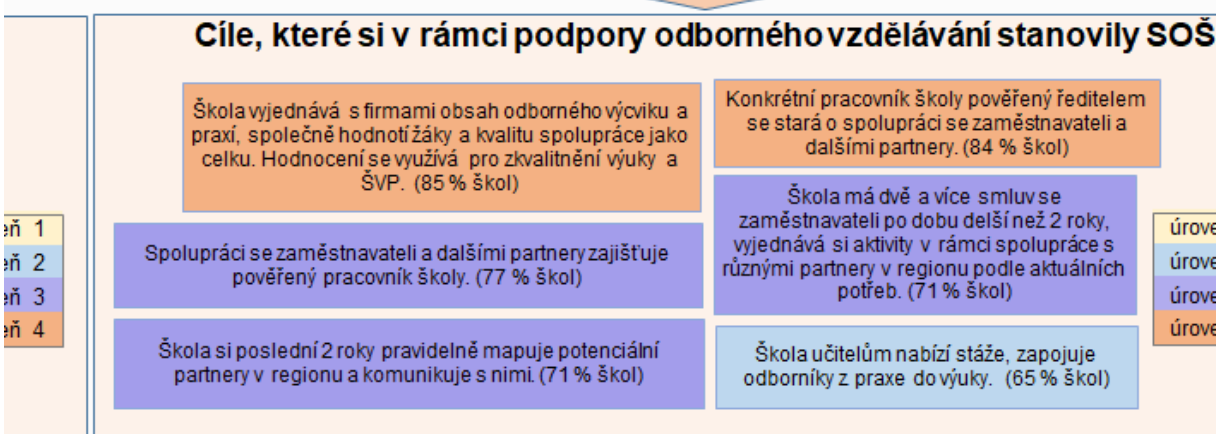 Cíle, které si v rámci podpory odborného vzdělávání stanovily SOŠ
Škola vyjednává s firmami obsah odborného výcviku a
praxí, společně hodnotí žáky a kvalitu spolupráce jako
celku. Hodnocení se využívá pro zkvalitnění výuky a
ŠVP. (85 % škol)
Konkrétní pracovník školy pověřený ředitelem
se stará o spolupráci se zaměstnavateli a
dalšími partnery. (84 % škol)
Spolupráci se zaměstnavateli a dalšími partnery zajišťuje
pověřený pracovník školy. (77 % škol)
Škola má dvě a více smluv se
zaměstnavateli po dobu delší než 2 roky,
vyjednává si aktivity v rámci spolupráce s
různými partnery v regionu podle aktuálních
potřeb. (71 % škol)
Škola si poslední 2 roky pravidelně mapuje potenciální
partnery v regionu a komunikuje s nimi. (71 % škol)
Škola učitelům nabízí stáže, zapojuje
odborníky z praxe do výuky. (65 % škol)
eň 1
eň 2
eň 3
eň 4
úrove
úrove
úrove
úrove